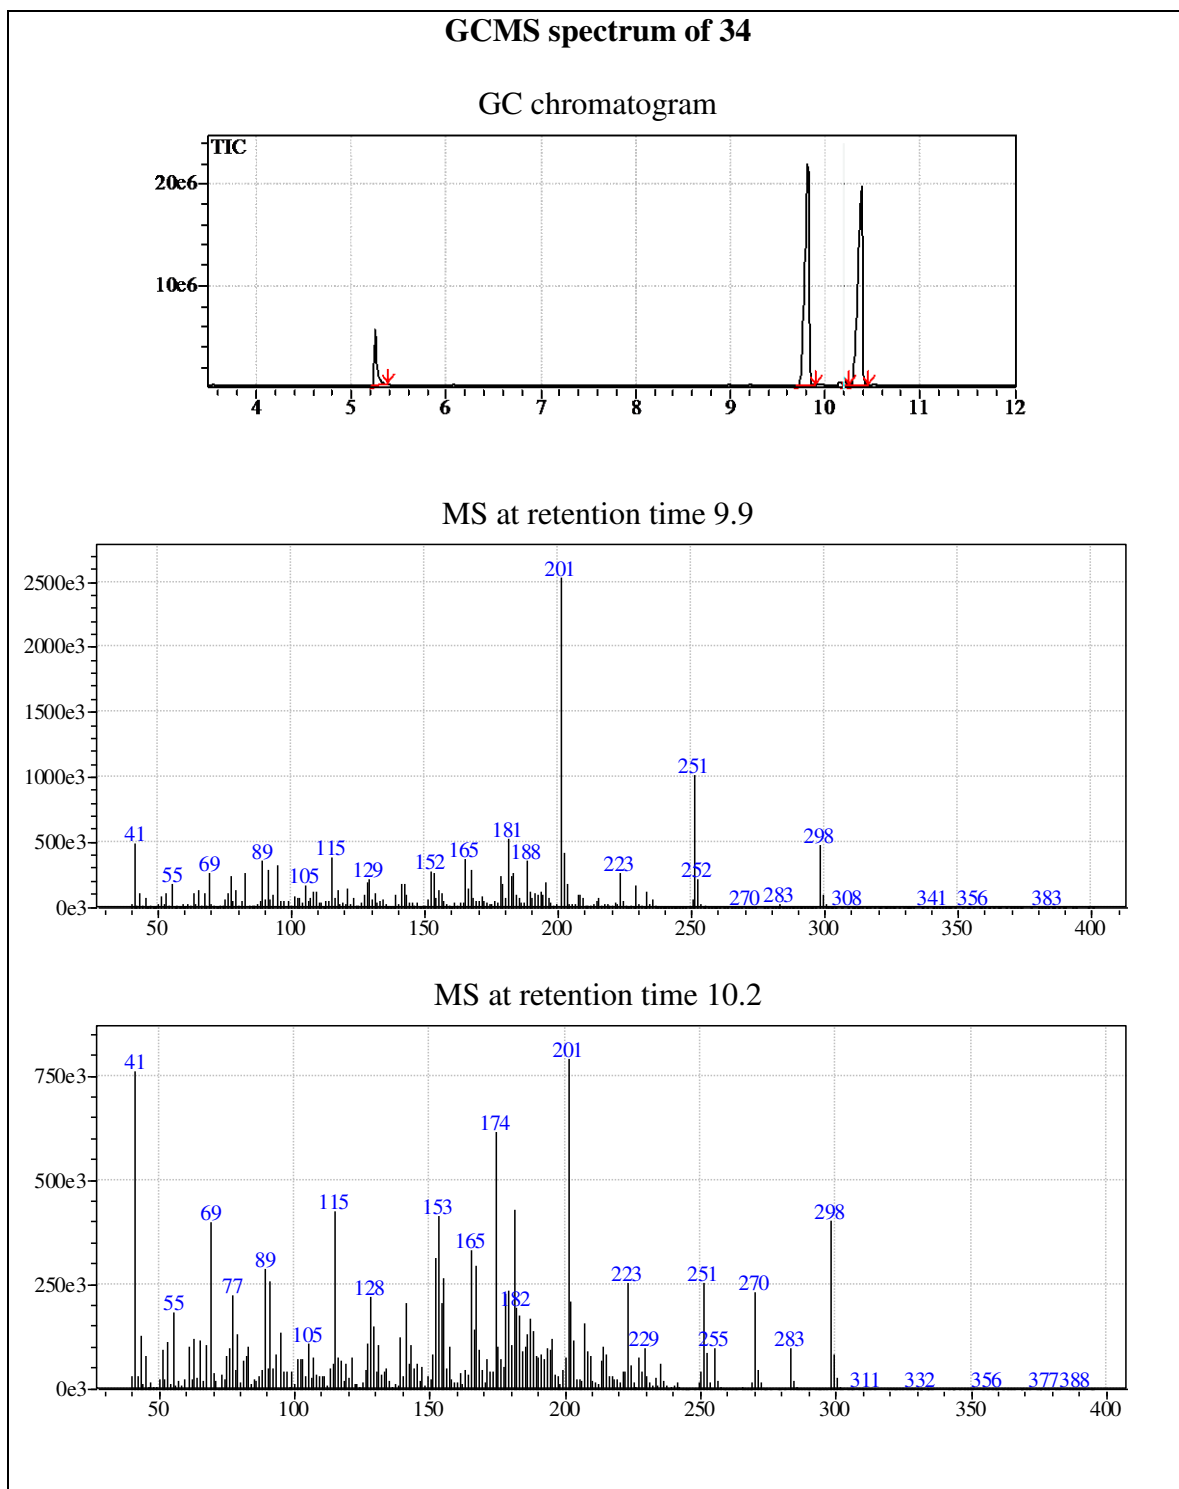 GCMS spectrum of 34
GC chromatogram
TIC
20e6
10e6
4 5 6 7 8 9 10 11 12
MS at retention time 9.9
2500e3
2000e3
1500e3
1000e3
500e3
0e3
201
251
298
41
55
69
89
105
115
129
152
165
181
188
223
252
270
283
308
341
356
383
50 100 150 200 250 300 350 400
MS at retention time 10.2
750e3
500e3
250e3
0e3
41
201
174
69
115
153
298
165
89
77
55
128
105
182
223
251
270
229
255
283
311
332
356
377
388
50 100 150 200 250 300 350 400